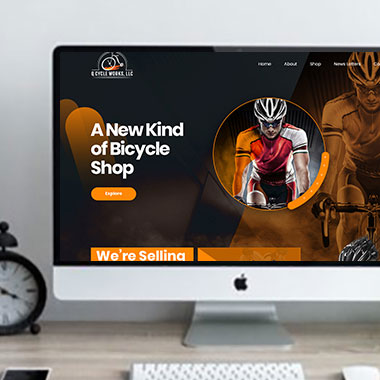 Q CYCLE WORKS, LLC
Home About Shop News Letters
A New Kind
of Bicycle
Shop
Explore
We're Selling